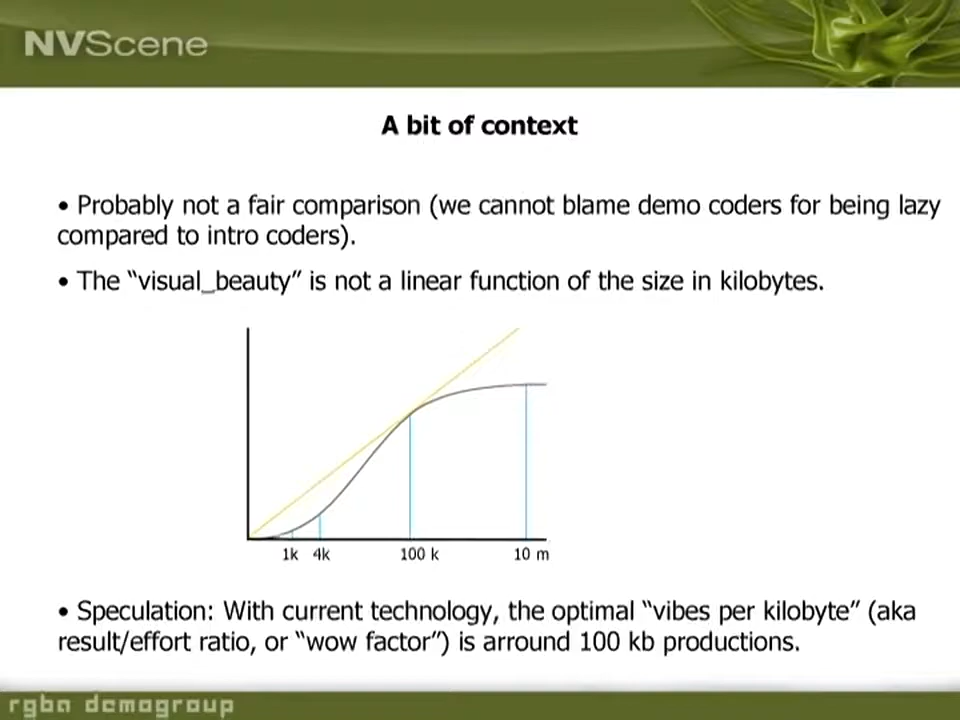 NVScene
A bit of context
• Probably not a fair comparison (we cannot blame demo coders for being lazy
compared to intro coders).
• The “visual_beauty” is not a linear function of the size in kilobytes.
1k 4k 100 k 10 m
• Speculation: With current technology, the optimal “vibes per kilobyte” (aka
result/effort ratio, or “wow factor”) is arround 100 kb productions.
rgba demogroup